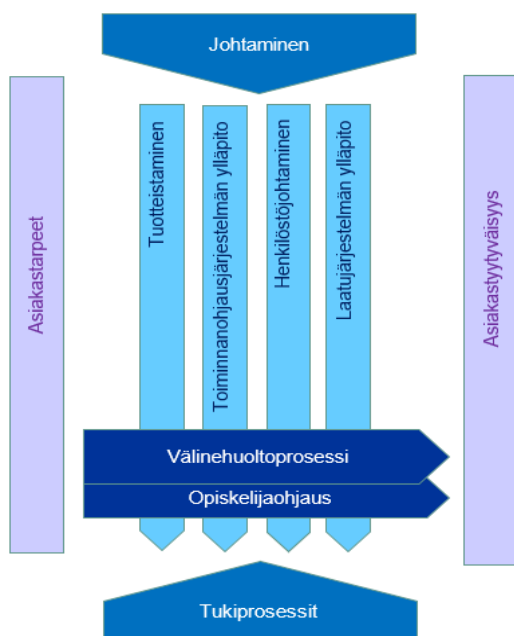 Johtaminen
Asiakastarpeet
Tuotteistaminen
Toiminnanohjausjärjestelmän ylläpito
Henkilöstöjohtaminen
Laatujärjestelmän ylläpito
Asiakastyytyväisyys
Välinehuoltoprosessi
Opiskelijaohjaus
Tukiprosessit